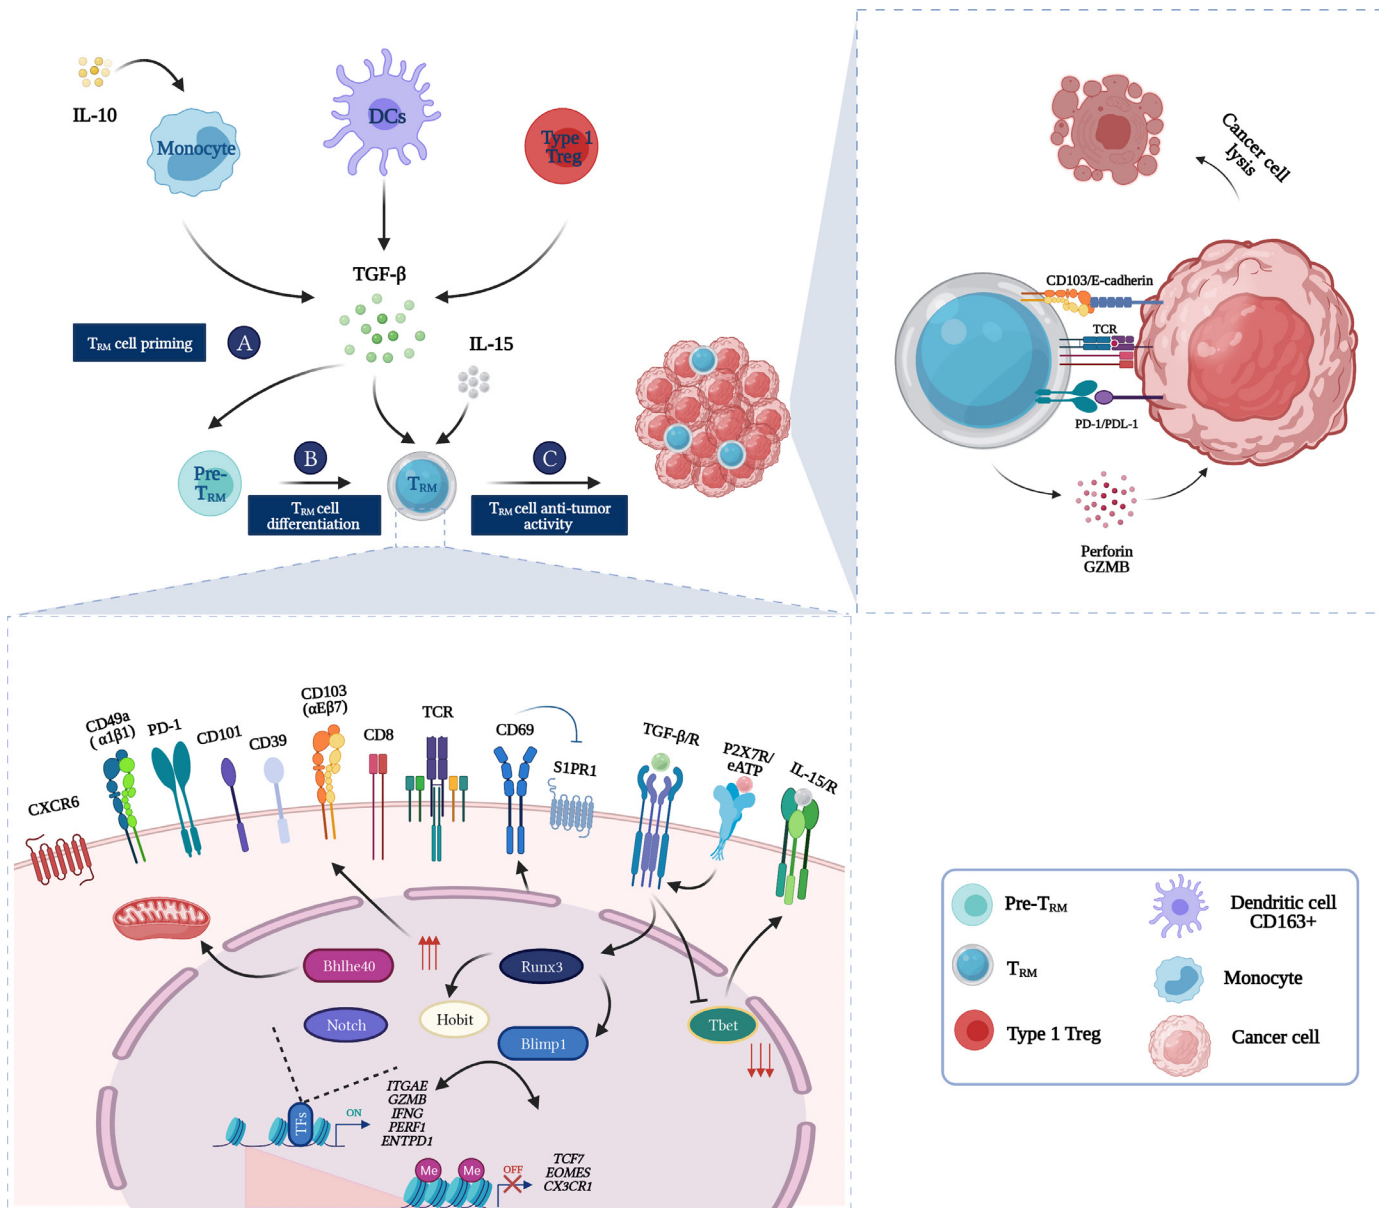 IL-10
Monocyte
DCs
Type 1
Treg
TGF-β
TRM cell priming
A
IL-15
Pre-
TRM
B
TRM cell
differentiation
TRM
C
TRM cell anti-tumor
activity
Cancer cell
lysis
CD103/E-cadherin
TCR
PD-1/PDL-1
Perforin
GZMB
CXCR6
CD49a
( α1β1)
PD-1
CD101
CD39
CD103
(αEβ7)
CD8
TCR
CD69
S1PR1
TGF-β/R
P2X7R/
eATP
IL-15/R
Bhlhe40
Runx3
Notch
Hobit
Blimp1
Tbet
TFs
ON
ITGAE
GZMB
IFNG
PERF1
ENTPD1
Me
Me
OFF
TCF7
EOMES
CX3CR1
Pre-TRM
Dendritic cell
CD163+
TRM
Monocyte
Type 1 Treg
Cancer cell